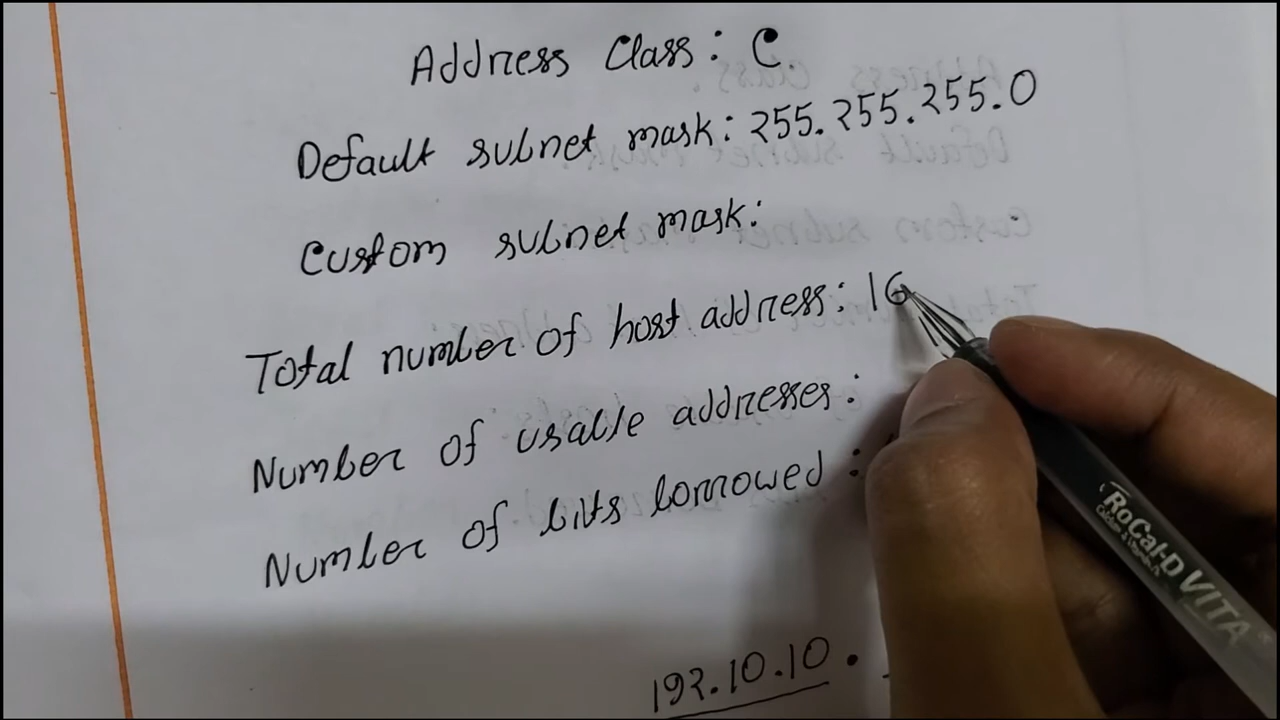 Address Class: C.
Default subnet mask: 255.255.255.0
Custom subnet mask:
Total number of host address: 16
Number of usable addresses:
Number of bits borrowed:
192.10.10.
RoCal-D VITA